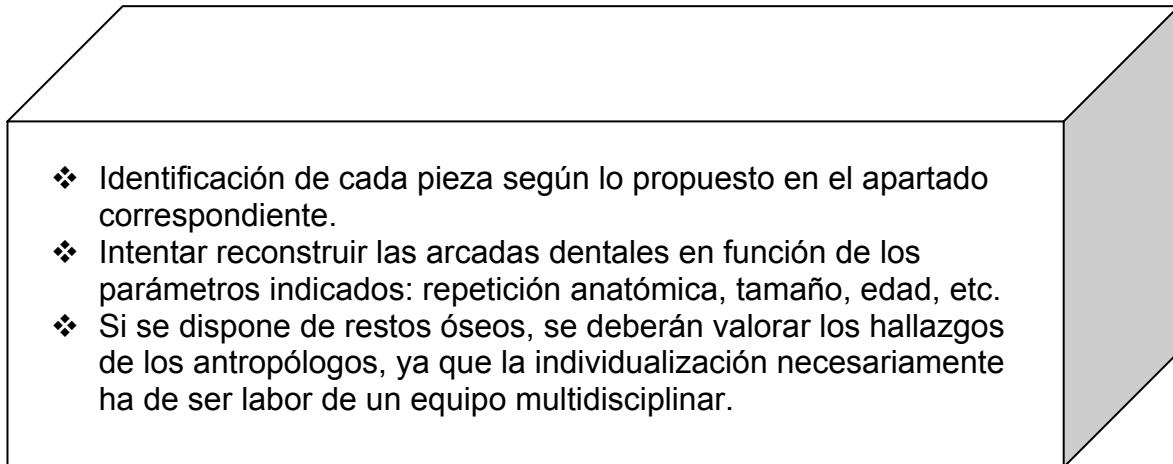 ❖ Identificación de cada pieza según lo propuesto en el apartado
correspondiente.
❖ Intentar reconstruir las arcadas dentales en función de los
parámetros indicados: repetición anatómica, tamaño, edad, etc.
❖ Si se dispone de restos óseos, se deberán valorar los hallazgos
de los antropólogos, ya que la individualización necesariamente
ha de ser labor de un equipo multidisciplinar.